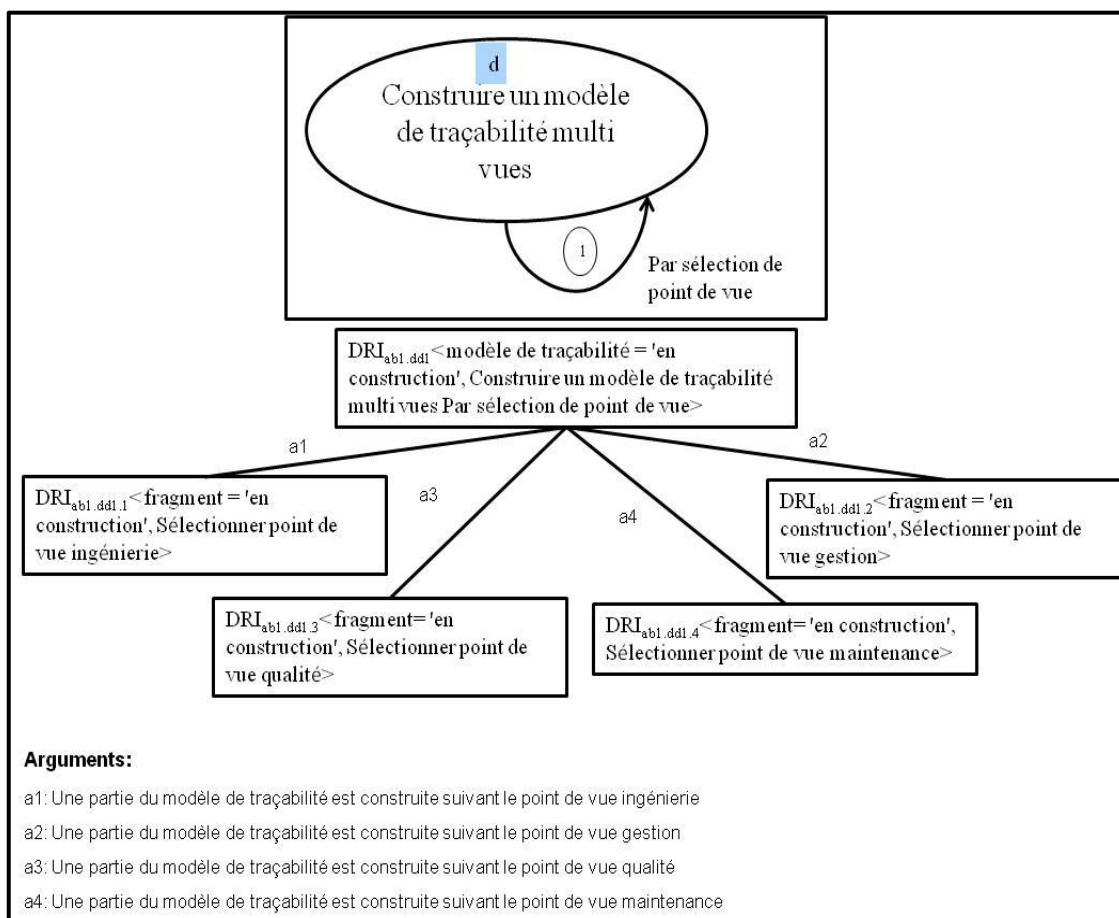 d
Construire un modèle
de traçabilité multi
vues
1
Par sélection de
point de vue
DRIab1.dd1<modèle de traçabilité = 'en
construction', Construire un modèle de traçabilité
multi vues Par sélection de point de vue>
a1
a3
a4
a2
DRIab1.dd1.1<fragment = 'en
construction', Sélectionner point de
vue ingénierie>
DRIab1.dd1.2<fragment = 'en
construction', Sélectionner point de
vue gestion>
DRIab1.dd1.3<fragment= 'en
construction', Sélectionner point de
vue qualité>
DRIab1.dd1.4<fragment= 'en construction',
Sélectionner point de vue maintenance>
Arguments:
a1: Une partie du modèle de traçabilité est construite suivant le point de vue ingénierie
a2: Une partie du modèle de traçabilité est construite suivant le point de vue gestion
a3: Une partie du modèle de traçabilité est construite suivant le point de vue qualité
a4: Une partie du modèle de traçabilité est construite suivant le point de vue maintenance